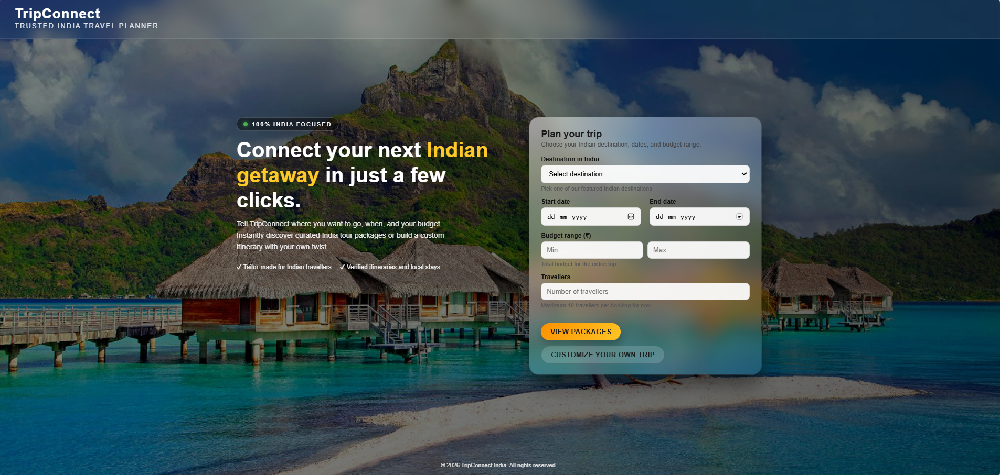 TripConnect
TRUSTED INDIA TRAVEL PLANNER
100% INDIA FOCUSED
Connect your next Indian
getaway in just a few
clicks.
Tell TripConnect where you want to go, when, and your budget.
Instantly discover curated India tour packages or build a custom
itinerary with your own twist.
✓ Tailor-made for Indian travellers ✓ Verified itineraries and local stays
Plan your trip
Choose your Indian destination, dates, and budget range.
Destination in India
Select destination
Pick one of our featured Indian destinations.
Start date End date
dd-mm-yyyy dd-mm-yyyy
Budget range (₹)
Min Max
Total budget for the entire trip.
Travellers
Number of travellers
Maximum 10 travellers per booking for now.
VIEW PACKAGES
CUSTOMIZE YOUR OWN TRIP
© 2026 TripConnect India. All rights reserved.